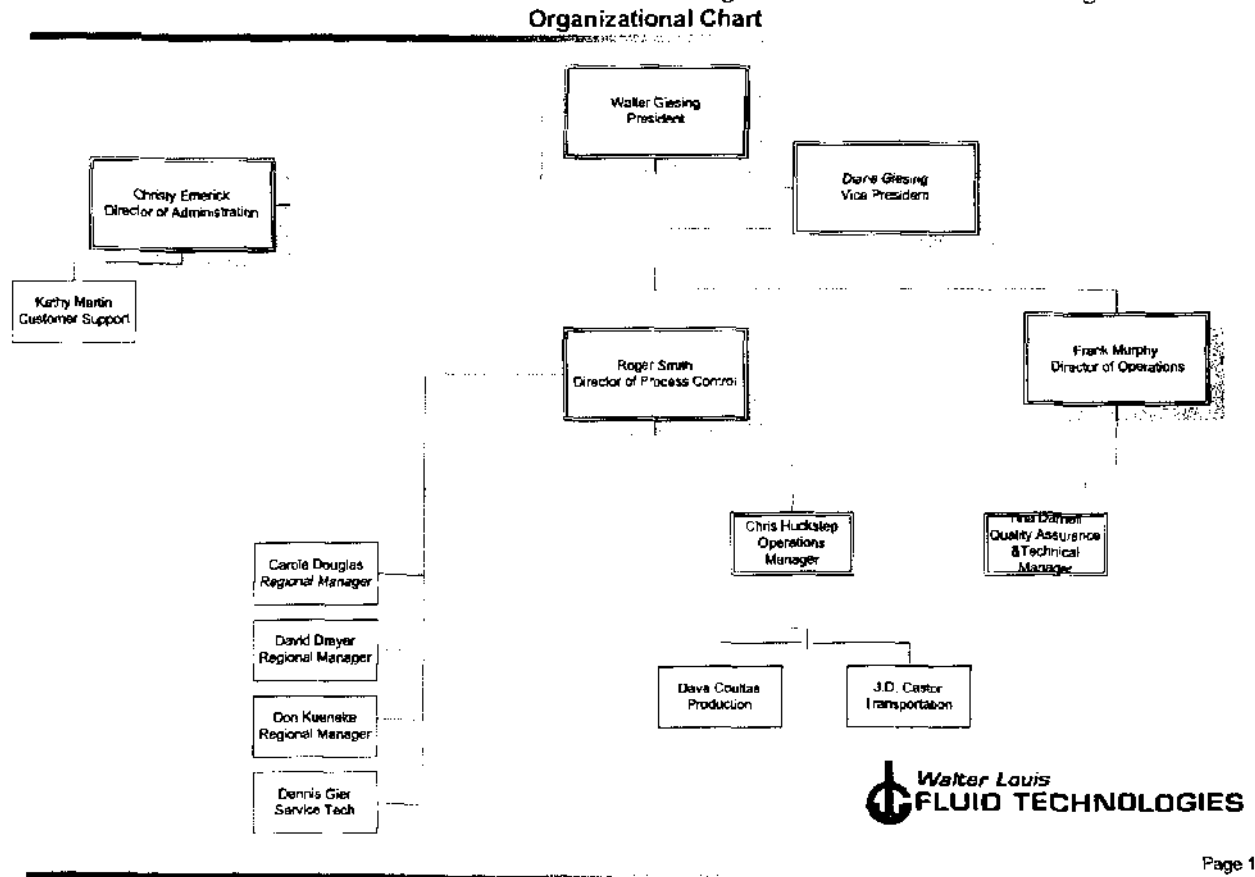 Organizational Chart
Walter Giesing
President
Diane Giesing
Vice President
Christy Emerick
Director of Administration
Kathy Martin
Customer Support
Roger Smith
Director of Process Control
Frank Murphy
Director of Operations
Chris Huckstep
Operations
Manager
Tina Darnell
Quality Assurance
&Technical
Manager
Carole Douglas
Regional Manager
David Dreyer
Regional Manager
Don Kueneke
Regional Manager
Dennis Gier
Service Tech
Dave Coultas
Production
J.D. Castor
Transportation
Walter Louis
FLUID TECHNOLOGIES
Page 1